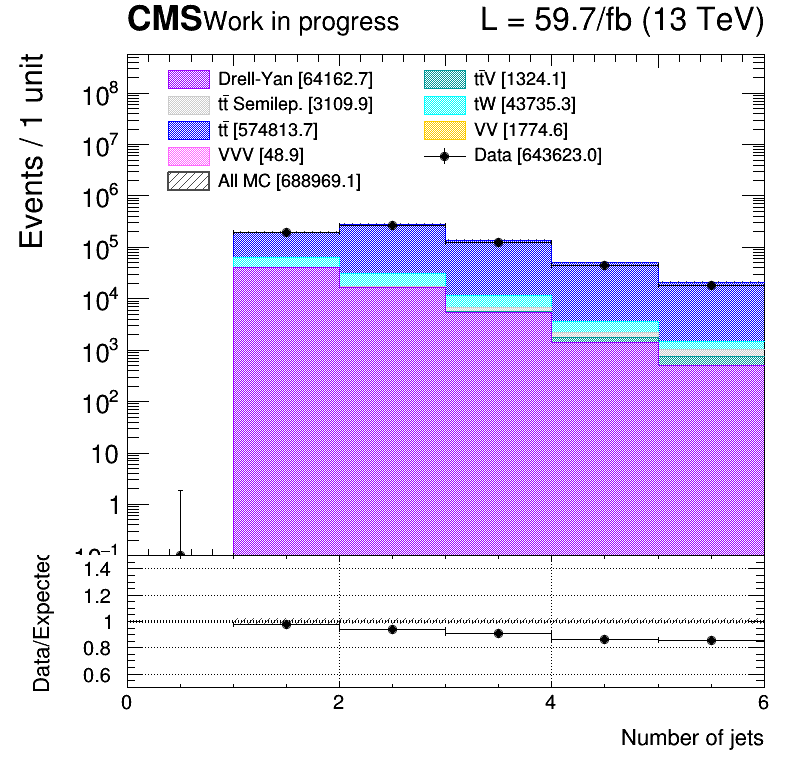 CMS Work in progress L = 59.7/fb (13 TeV)
Events / 1 unit
Drell-Yan [64162.7] tt̄V [1324.1]
tt̄ Semilep. [3109.9] tW [43735.3]
tt̄ [574813.7] VV [1774.6]
VVV [48.9] Data [643623.0]
All MC [688969.1]
10⁸
10⁷
10⁶
10⁵
10⁴
10³
10²
10
1
10⁻¹
Data/Expected
1.4
1.2
1
0.8
0.6
0 2 4 6
Number of jets